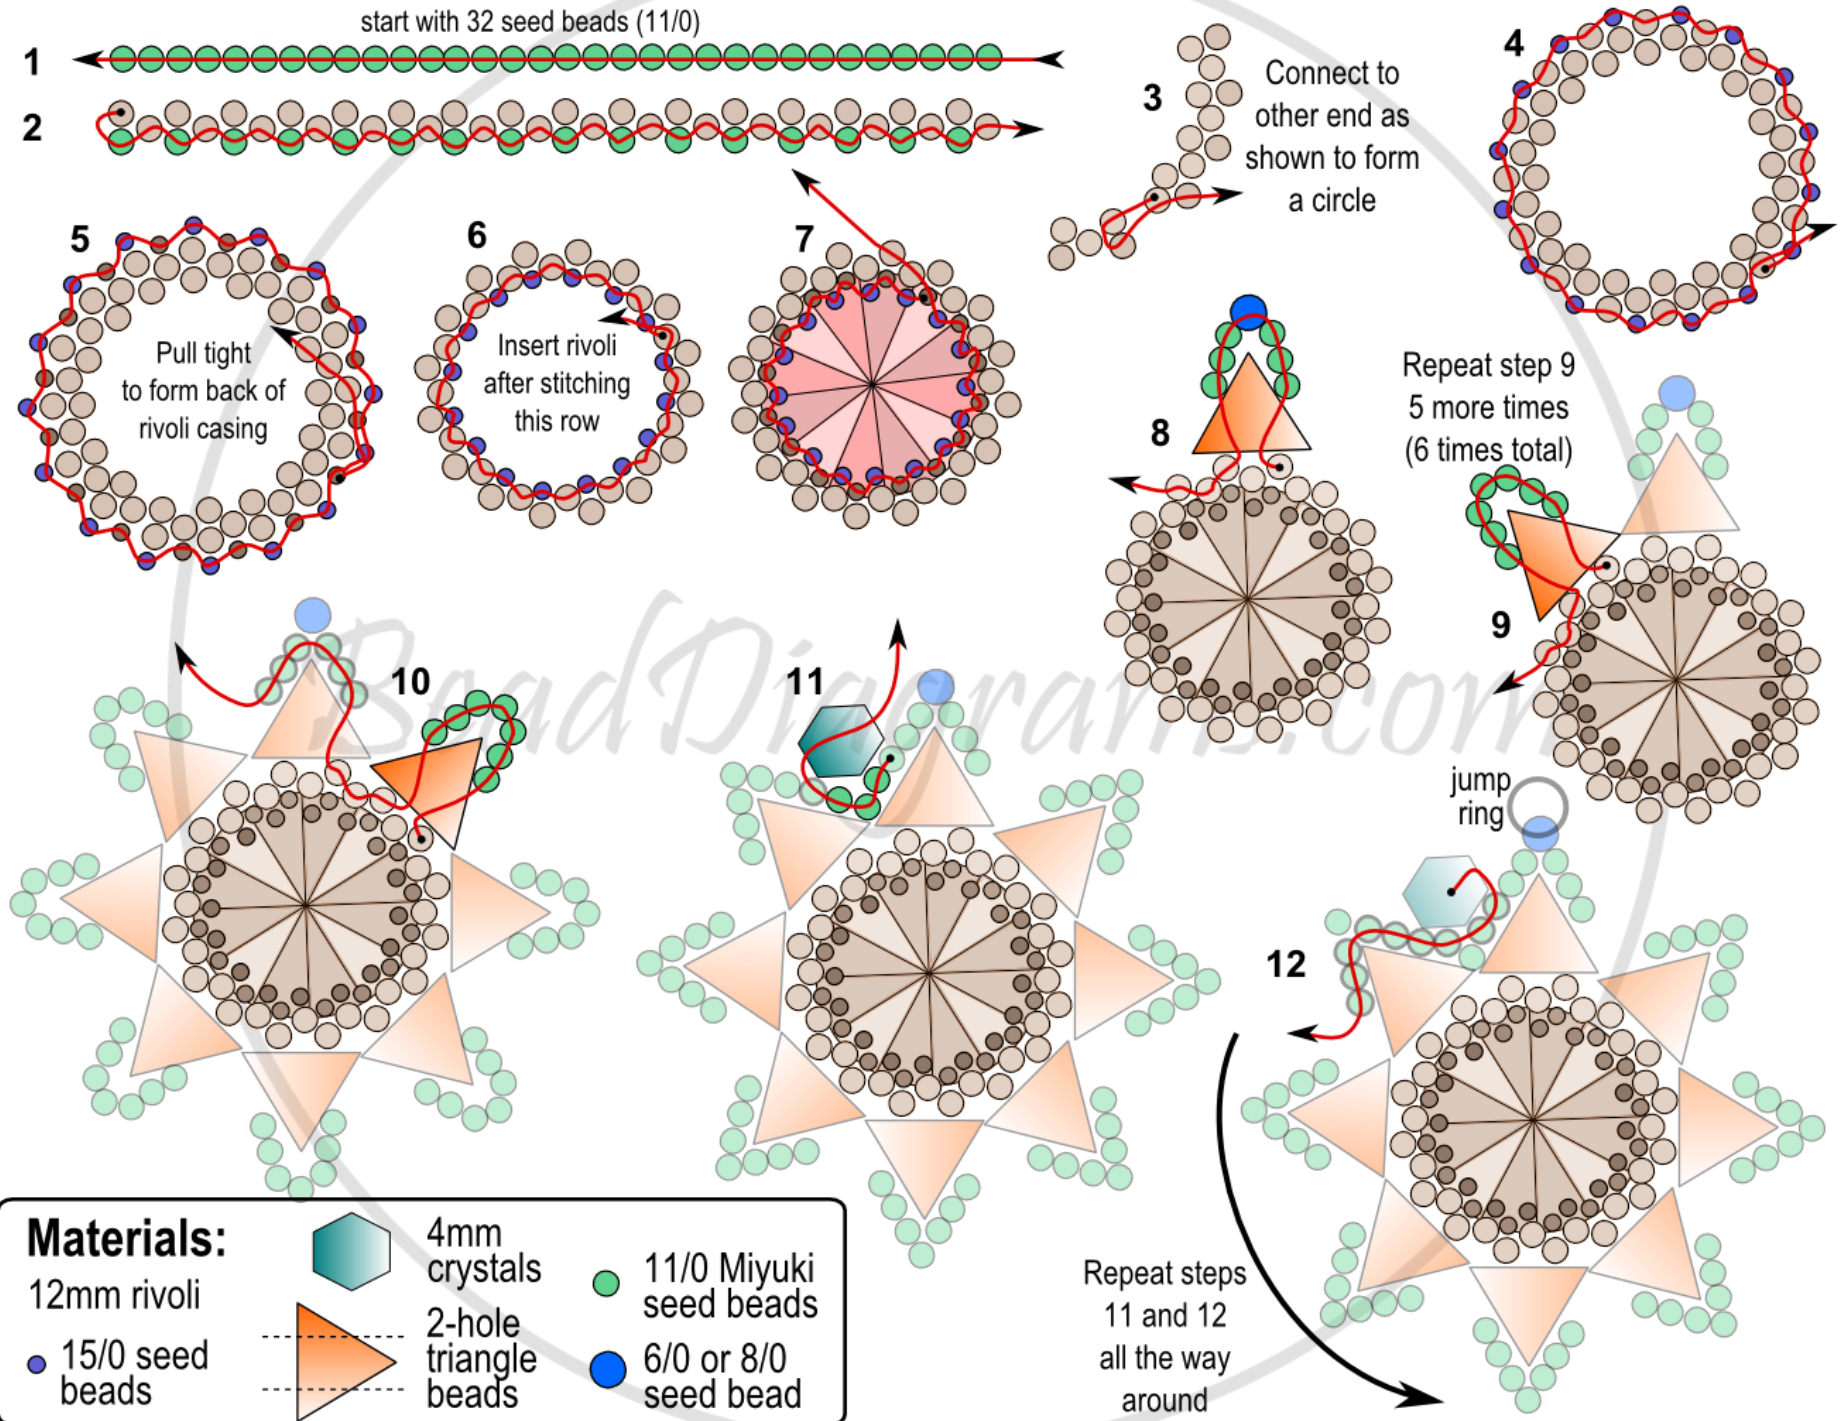 start with 32 seed beads (11/0)
1
2
3
Connect to
other end as
shown to form
a circle
4
5
Pull tight
to form back of
rivoli casing
6
Insert rivoli
after stitching
this row
7
8
Repeat step 9
5 more times
(6 times total)
9
10
11
BeadDiagrams.com
jump
ring
12
Repeat steps
11 and 12
all the way
around
Materials:
12mm rivoli
15/0 seed
beads
4mm
crystals
2-hole
triangle
beads
11/0 Miyuki
seed beads
6/0 or 8/0
seed bead